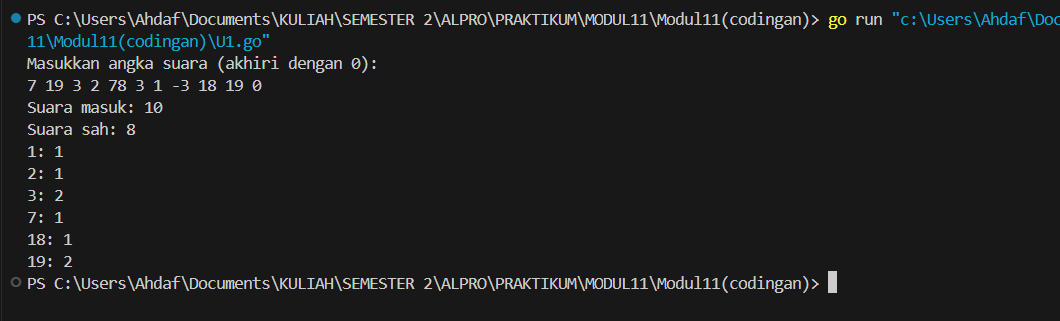 PS C:\Users\Ahdaf\Documents\KULIAH\SEMESTER 2\ALPRO\PRAKTIKUM\MODUL11\Modul11(codingan)> go run "c:\Users\Ahdaf\Doc
11\Modul11(codingan)\U1.go"
Masukkan angka suara (akhiri dengan 0):
7 19 3 2 78 3 1 -3 18 19 0
Suara masuk: 10
Suara sah: 8
1: 1
2: 1
3: 2
7: 1
18: 1
19: 2
PS C:\Users\Ahdaf\Documents\KULIAH\SEMESTER 2\ALPRO\PRAKTIKUM\MODUL11\Modul11(codingan)>